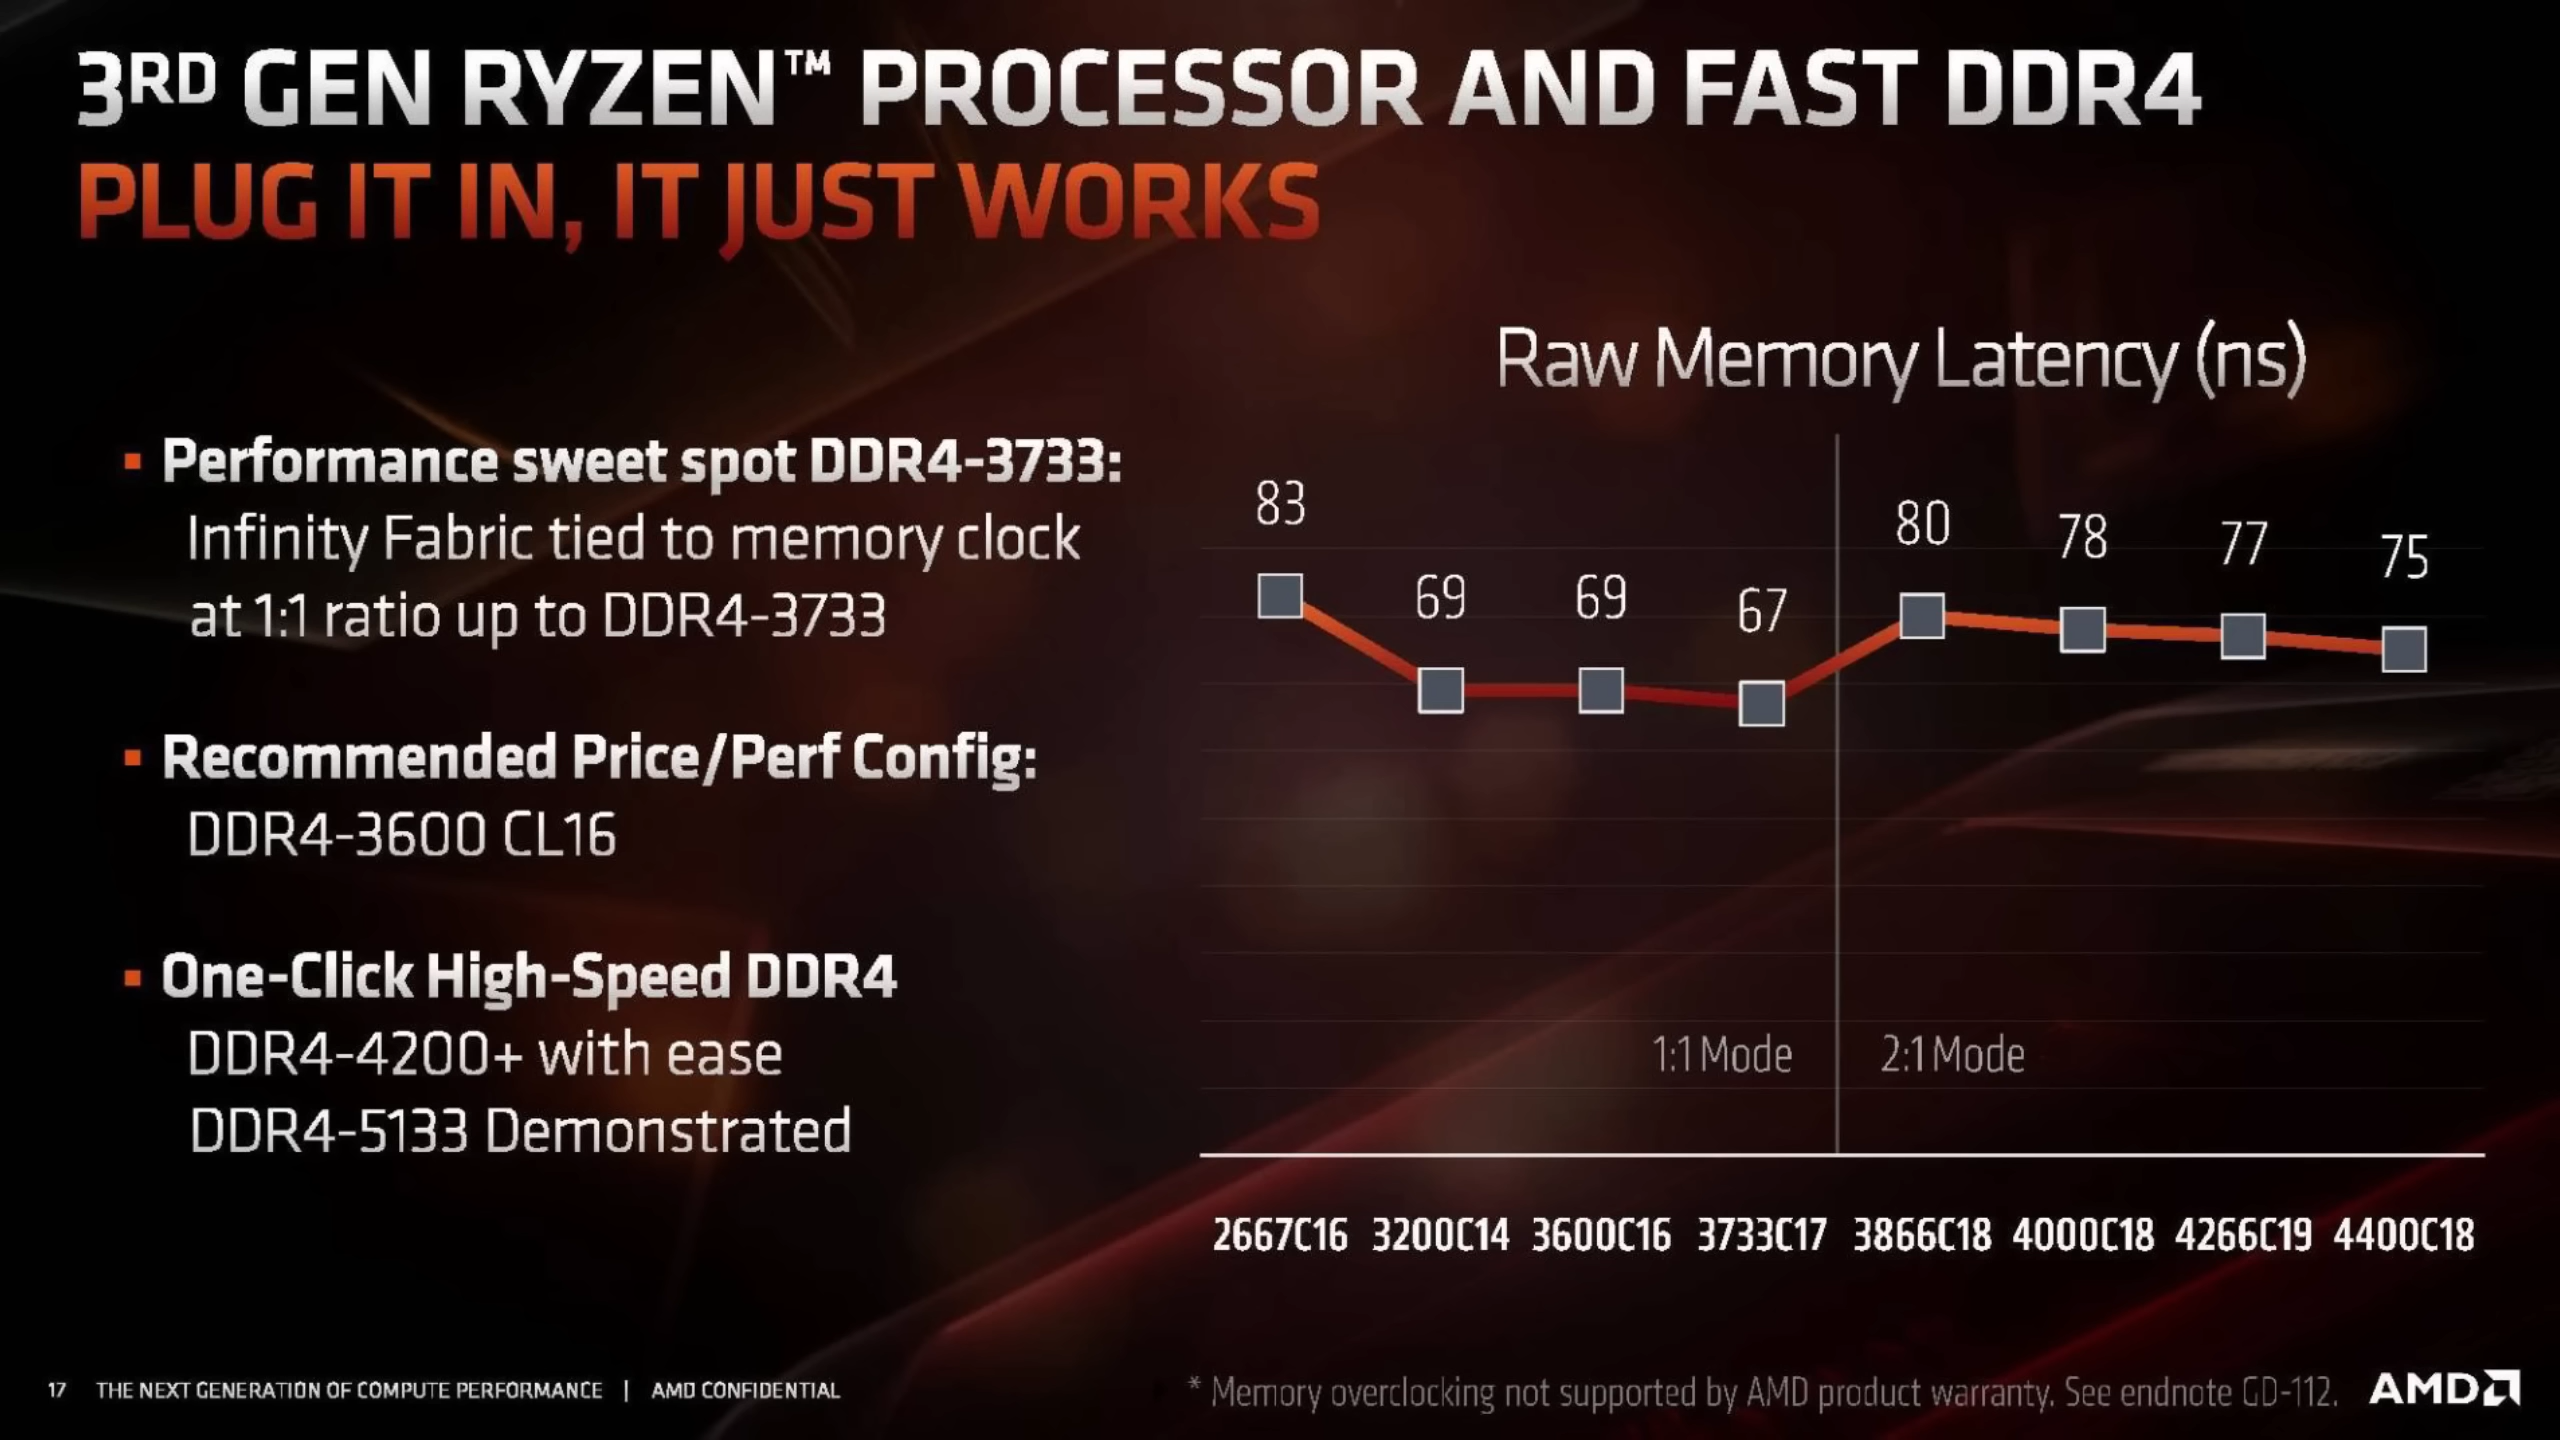 3RD GEN RYZEN™ PROCESSOR AND FAST DDR4
PLUG IT IN, IT JUST WORKS
▪ Performance sweet spot DDR4-3733:
Infinity Fabric tied to memory clock
at 1:1 ratio up to DDR4-3733
▪ Recommended Price/Perf Config:
DDR4-3600 CL16
▪ One-Click High-Speed DDR4
DDR4-4200+ with ease
DDR4-5133 Demonstrated
Raw Memory Latency (ns)
83 69 69 67 80 78 77 75
1:1 Mode 2:1 Mode
2667C16 3200C14 3600C16 3733C17 3866C18 4000C18 4266C19 4400C18
17 THE NEXT GENERATION OF COMPUTE PERFORMANCE | AMD CONFIDENTIAL
* Memory overclocking not supported by AMD product warranty. See endnote GD-112.
AMD